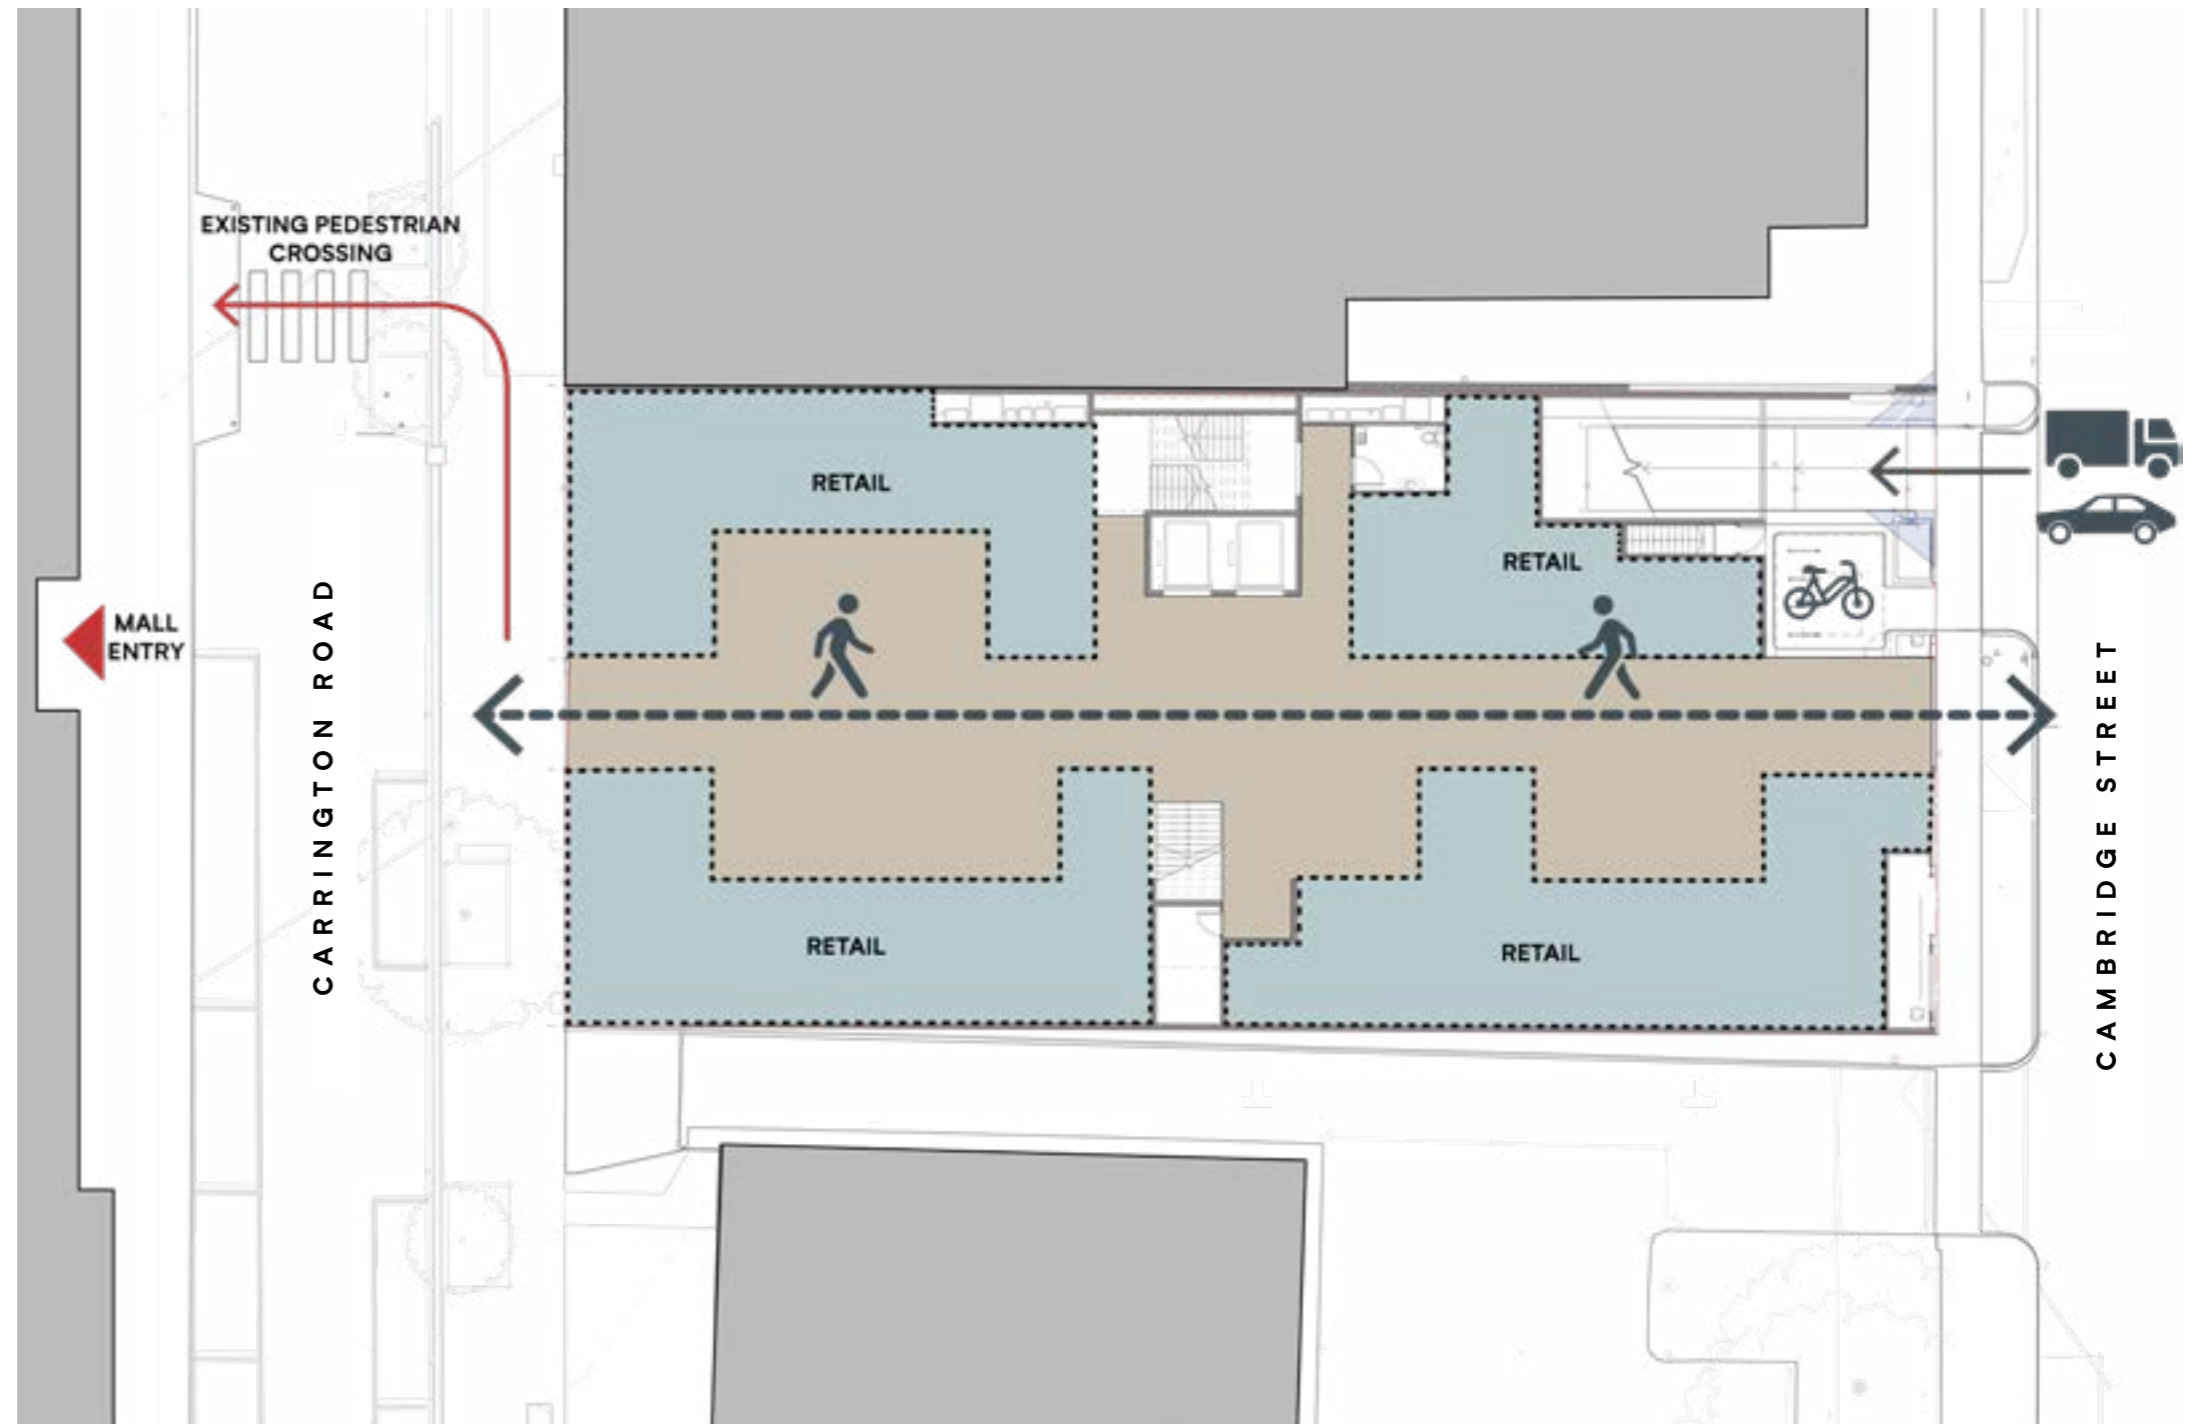 EXISTING PEDESTRIAN
CROSSING
MALL
ENTRY
CARRINGTON ROAD
RETAIL
RETAIL
RETAIL
RETAIL
CAMBRIDGE STREET